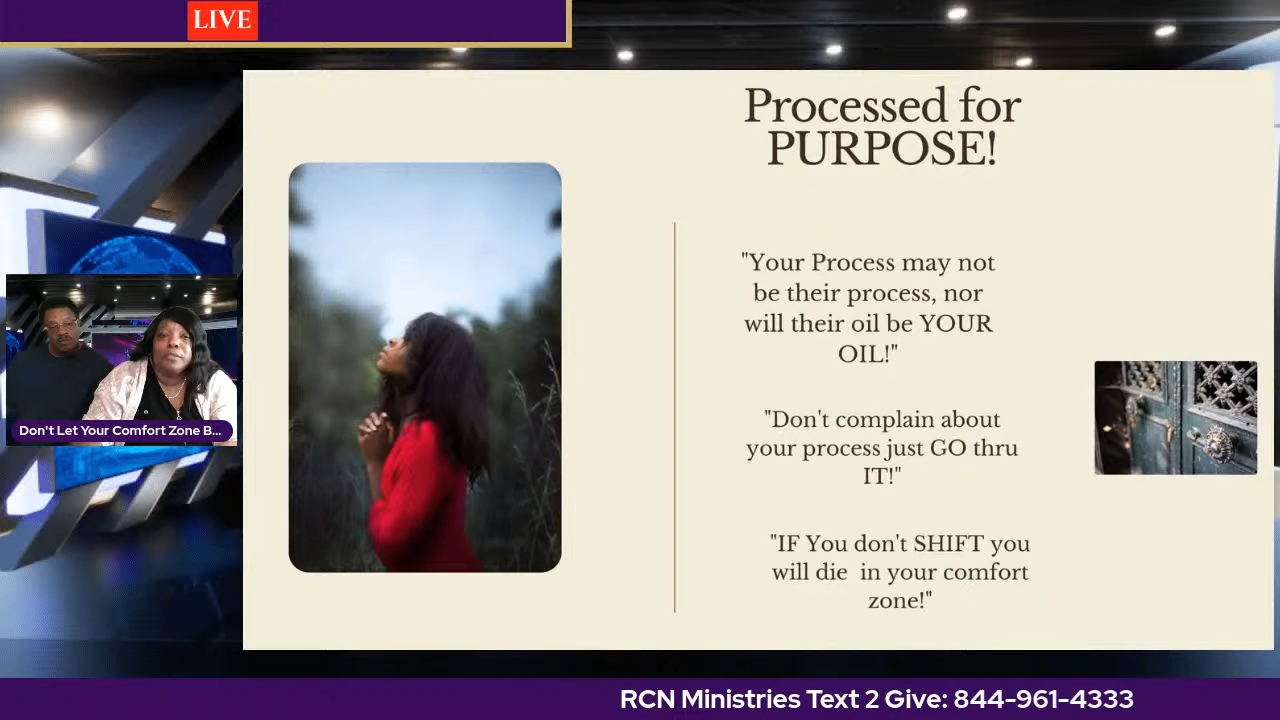 LIVE
Processed for
PURPOSE!
"Your Process may not
be their process, nor
will their oil be YOUR
OIL!"
"Don't complain about
your process just GO thru
IT!"
"IF You don't SHIFT you
will die  in your comfort
zone!"
Don't Let Your Comfort Zone B...
RCN Ministries Text 2 Give: 844-961-4333